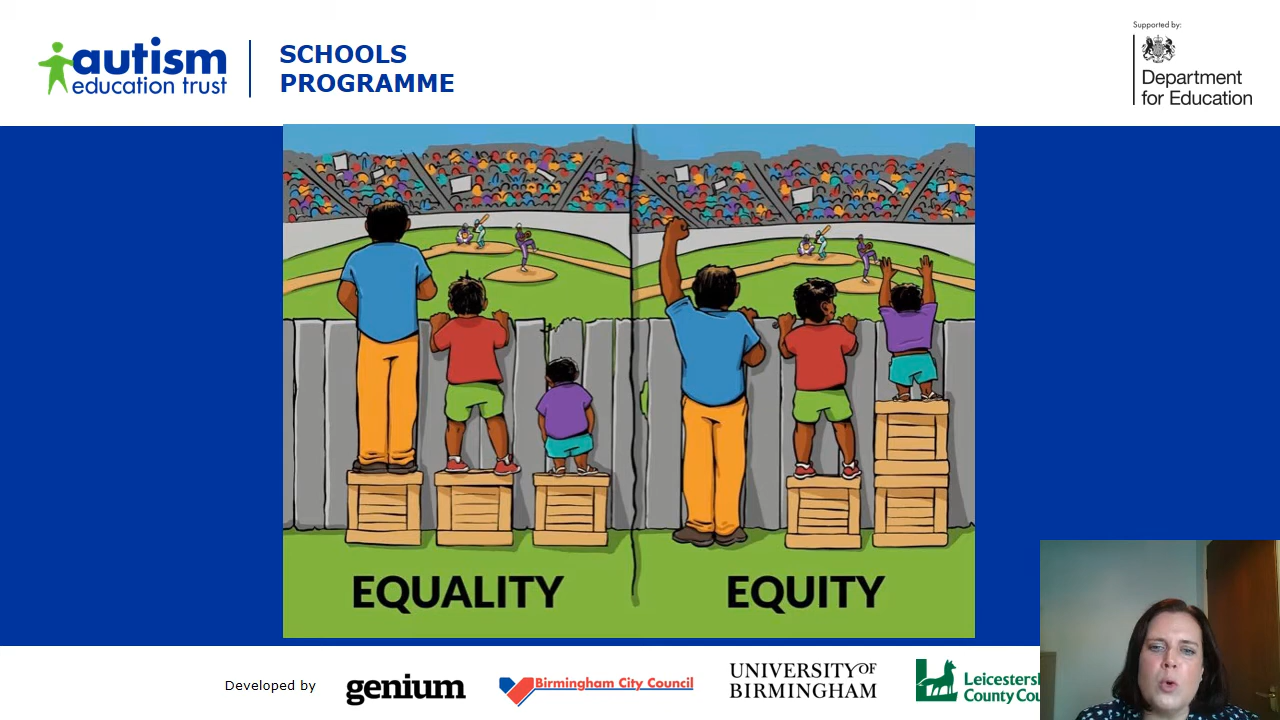 autism
education trust
SCHOOLS
PROGRAMME
Supported by:
Department
for Education
EQUALITY
EQUITY
Developed by
genium
Birmingham City Council
UNIVERSITY OF
BIRMINGHAM
County